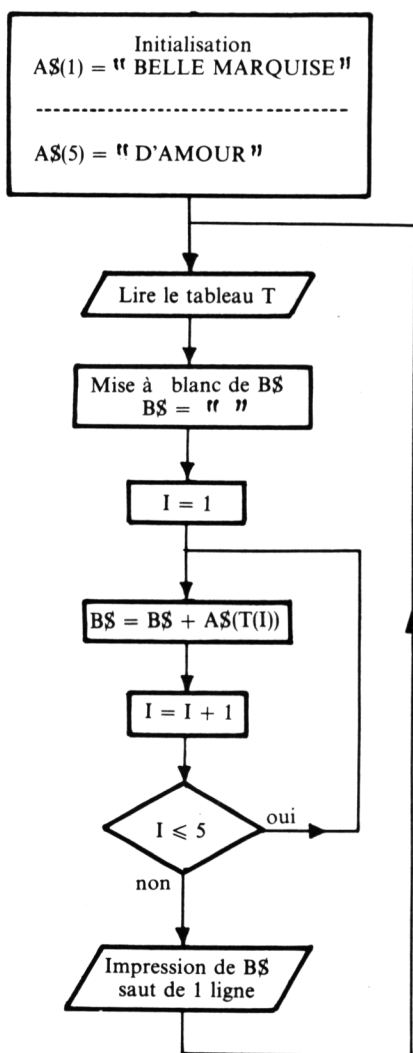 Initialisation
A$(1) = " BELLE MARQUISE "
------------------------------
A$(5) = " D'AMOUR "
Lire le tableau T
Mise à blanc de B$
B$ = " "
I = 1
B$ = B$ + A$(T(I))
I = I + 1
I ⩽ 5
oui
non
Impression de B$
saut de 1 ligne